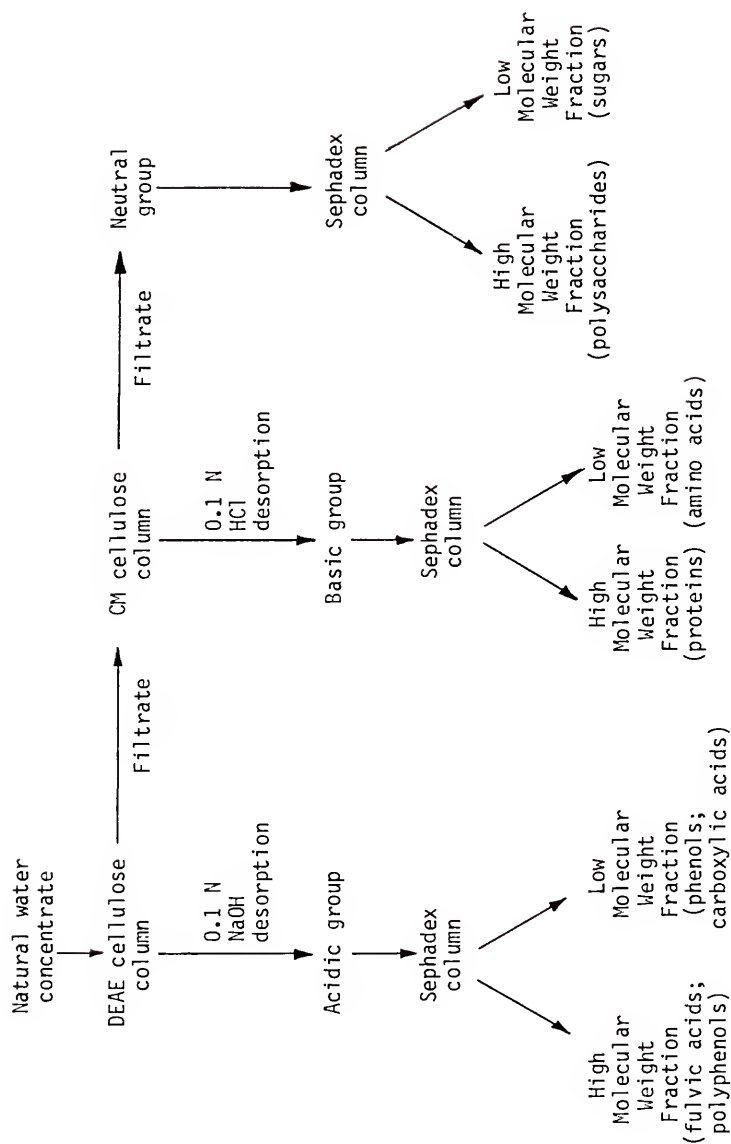 Natural water
concentrate
DEAE cellulose
column
Filtrate
CM cellulose
column
Filtrate
Neutral
group
0.1 N
NaOH
desorption
0.1 N
HCl
desorption
Acidic group
Basic group
Sephadex
column
Sephadex
column
Sephadex
column
High
Molecular
Weight
Fraction
(fulvic acids;
polyphenols)
Low
Molecular
Weight
Fraction
(phenols;
carboxylic acids)
High
Molecular
Weight
Fraction
(proteins)
Low
Molecular
Weight
Fraction
(amino acids)
High
Molecular
Weight
Fraction
(polysaccharides)
Low
Molecular
Weight
Fraction
(sugars)